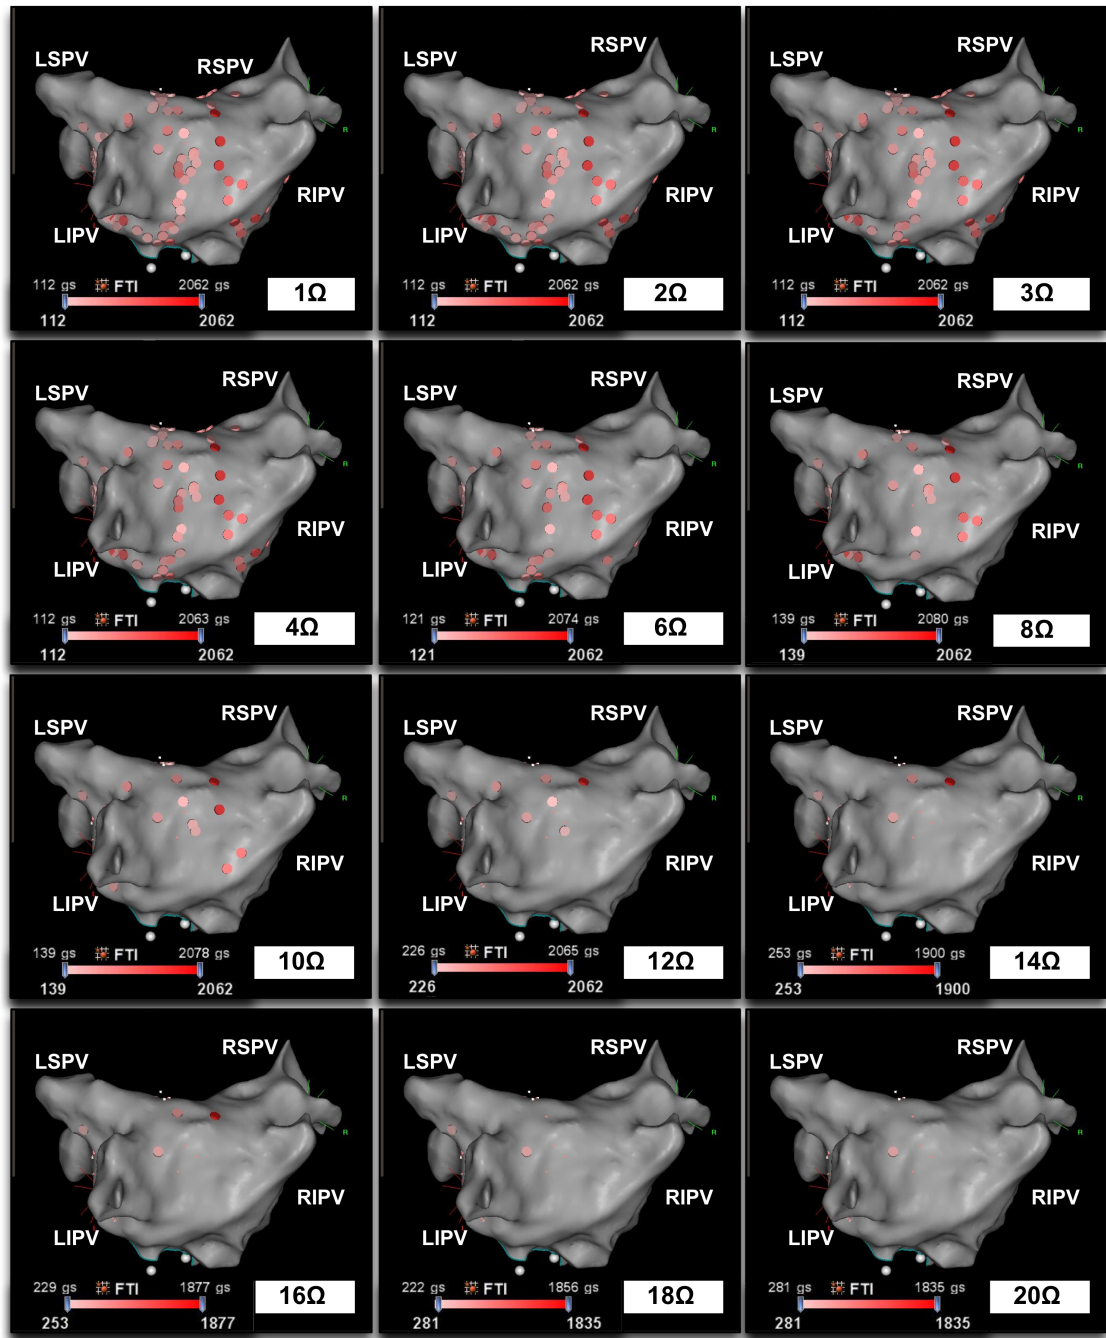 LSPV
RSPV
R
RIPV
LIPV
112 gs FTI 2062 gs
112 2062
1Ω
LSPV
RSPV
R
RIPV
LIPV
112 gs FTI 2062 gs
112 2062
2Ω
LSPV
RSPV
R
RIPV
LIPV
112 gs FTI 2062 gs
112 2062
3Ω
LSPV
RSPV
R
RIPV
LIPV
112 gs FTI 2063 gs
112 2062
4Ω
LSPV
RSPV
R
RIPV
LIPV
121 gs FTI 2074 gs
121 2062
6Ω
LSPV
RSPV
R
RIPV
LIPV
139 gs FTI 2080 gs
139 2062
8Ω
LSPV
RSPV
R
RIPV
LIPV
139 gs FTI 2078 gs
139 2062
10Ω
LSPV
RSPV
R
RIPV
LIPV
226 gs FTI 2065 gs
226 2062
12Ω
LSPV
RSPV
R
RIPV
LIPV
253 gs FTI 1900 gs
253 1900
14Ω
LSPV
RSPV
R
RIPV
LIPV
229 gs FTI 1877 gs
253 1877
16Ω
LSPV
RSPV
R
RIPV
LIPV
222 gs FTI 1856 gs
281 1835
18Ω
LSPV
RSPV
R
RIPV
LIPV
281 gs FTI 1835 gs
281 1835
20Ω